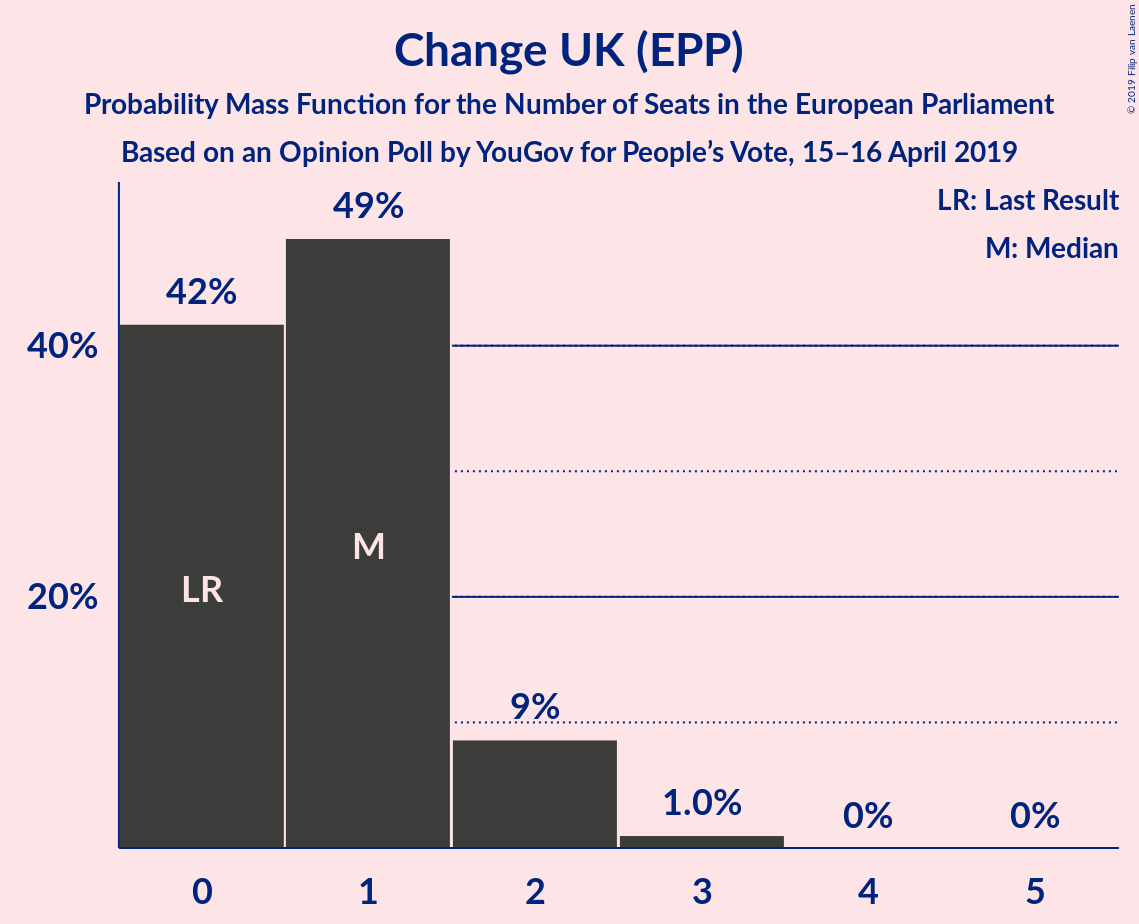 Change UK (EPP)
Probability Mass Function for the Number of Seats in the European Parliament
Based on an Opinion Poll by YouGov for People’s Vote, 15–16 April 2019
© 2019 Filip van Laenen
LR: Last Result
M: Median
49%
42%
40%
M
LR
20%
9%
1.0%
0%
0%
0
1
2
3
4
5